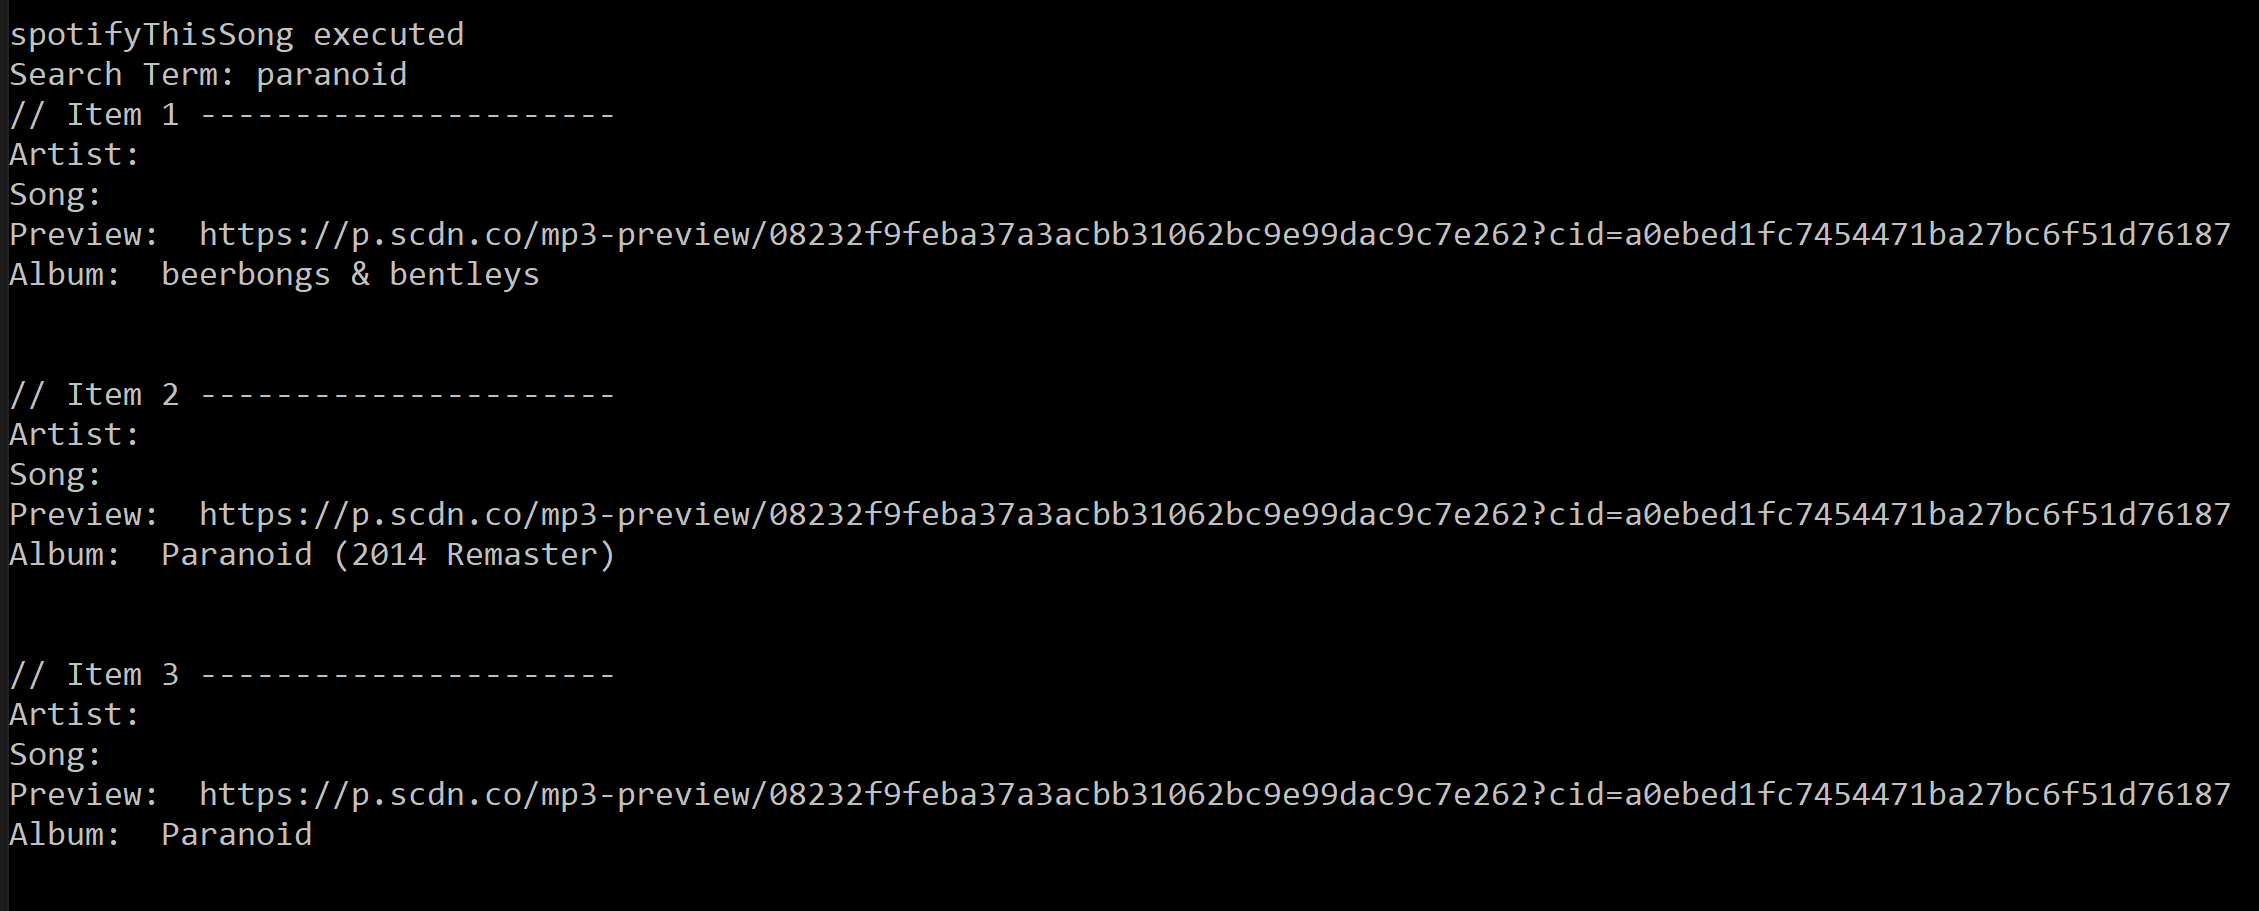 spotifyThisSong executed
Search Term: paranoid
// Item 1 ----------------------
Artist:
Song:
Preview:  https://p.scdn.co/mp3-preview/08232f9feba37a3acbb31062bc9e99dac9c7e262?cid=a0ebed1fc7454471ba27bc6f51d76187
Album:  beerbongs & bentleys
// Item 2 ----------------------
Artist:
Song:
Preview:  https://p.scdn.co/mp3-preview/08232f9feba37a3acbb31062bc9e99dac9c7e262?cid=a0ebed1fc7454471ba27bc6f51d76187
Album:  Paranoid (2014 Remaster)
// Item 3 ----------------------
Artist:
Song:
Preview:  https://p.scdn.co/mp3-preview/08232f9feba37a3acbb31062bc9e99dac9c7e262?cid=a0ebed1fc7454471ba27bc6f51d76187
Album:  Paranoid